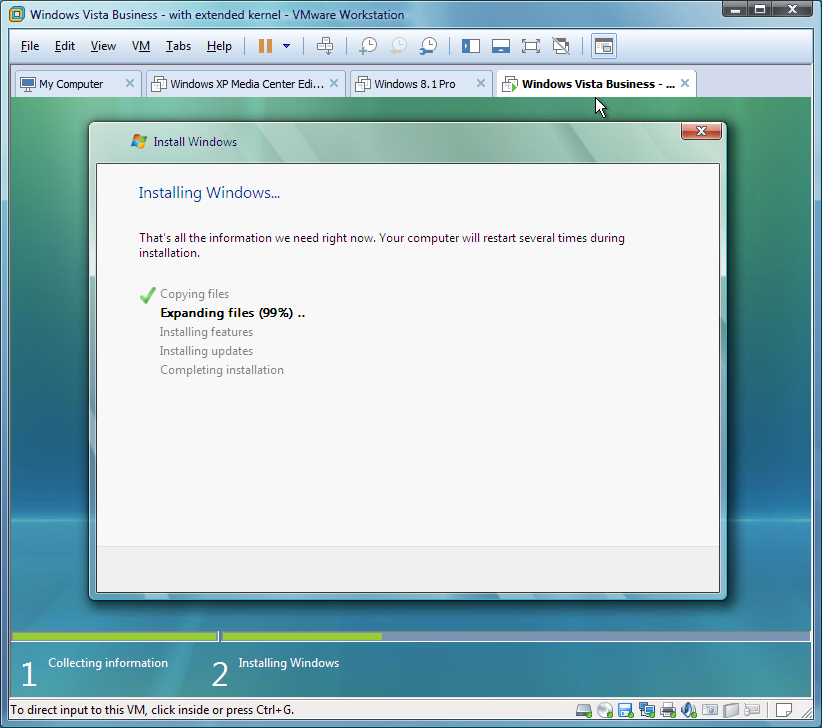 Windows Vista Business - with extended kernel - VMware Workstation
File Edit View VM Tabs Help
My Computer
Windows XP Media Center Edi...
Windows 8.1 Pro
Windows Vista Business - ...
Install Windows
Installing Windows...
That's all the information we need right now. Your computer will restart several times during
installation.
Copying files
Expanding files (99%) ..
Installing features
Installing updates
Completing installation
1 Collecting information
2 Installing Windows
To direct input to this VM, click inside or press Ctrl+G.